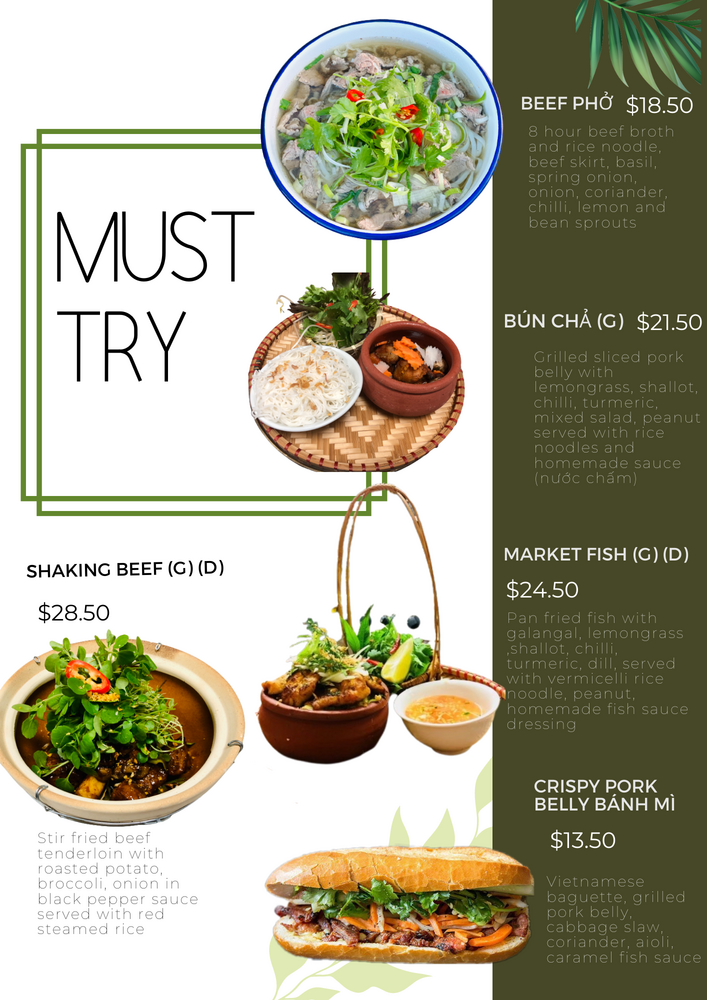 MUST
TRY
BEEF PHỞ $18.50
8 hour beef broth
and rice noodle,
beef skirt, basil,
spring onion,
onion, coriander,
chilli, lemon and
bean sprouts
BÚN CHẢ (G) $21.50
Grilled sliced pork
belly with
lemongrass, shallot,
chilli, turmeric,
mixed salad, peanut
served with rice
noodles and
homemade sauce
(nước chấm)
MARKET FISH (G) (D)
$24.50
Pan fried fish with
galangal, lemongrass
,shallot, chilli,
turmeric, dill, served
with vermicelli rice
noodle, peanut,
homemade fish sauce
dressing
SHAKING BEEF (G) (D)
$28.50
Stir fried beef
tenderloin with
roasted potato,
broccoli, onion in
black pepper sauce
served with red
steamed rice
CRISPY PORK
BELLY BÁNH MÌ
$13.50
Vietnamese
baguette, grilled
pork belly,
cabbage slaw,
coriander, aioli,
caramel fish sauce